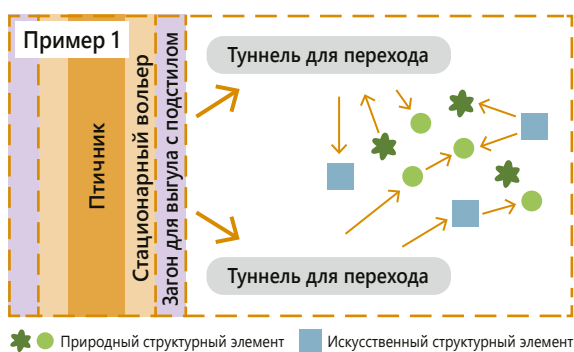 Пример 1
Птичник
Стационарный вольер
Загон для выгула с подстилом
Туннель для перехода
Туннель для перехода
Природный структурный элемент
Искусственный структурный элемент